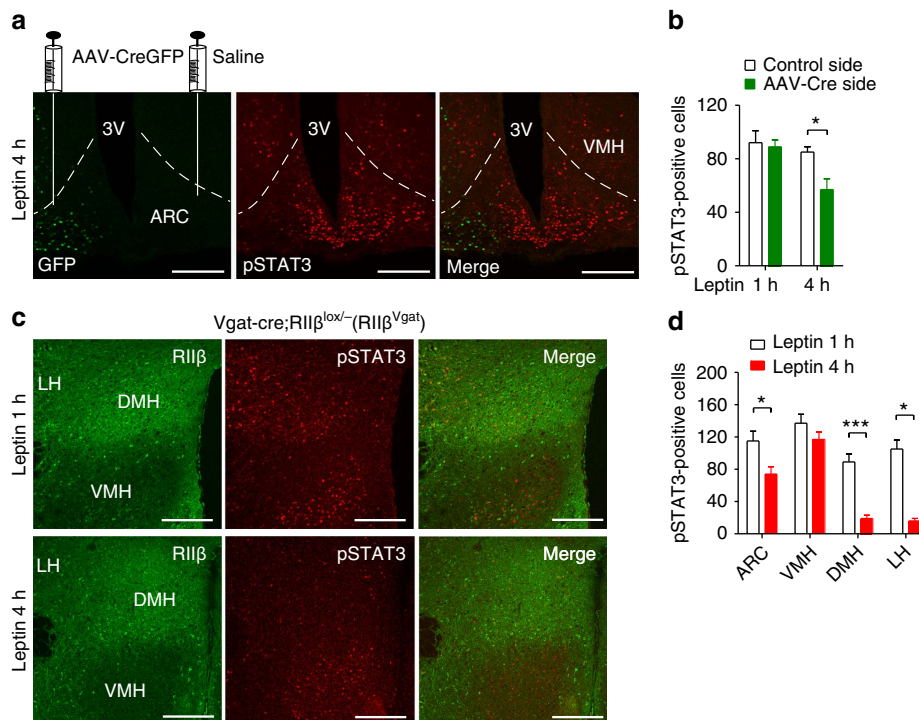 a
AAV-CreGFP
Saline
Leptin 4 h
3V
ARC
GFP
3V
pSTAT3
3V
VMH
Merge
b
Control side
AAV-Cre side
pSTAT3-positive cells
120
80
40
0
*
Leptin 1 h 4 h
c
Vgat-cre;RIIβlox/–(RIIβVgat)
Leptin 1 h
RIIβ
LH
DMH
VMH
pSTAT3
Merge
Leptin 4 h
RIIβ
LH
DMH
VMH
pSTAT3
Merge
d
Leptin 1 h
Leptin 4 h
pSTAT3-positive cells
200
160
120
80
40
0
* *** *
ARC VMH DMH LH